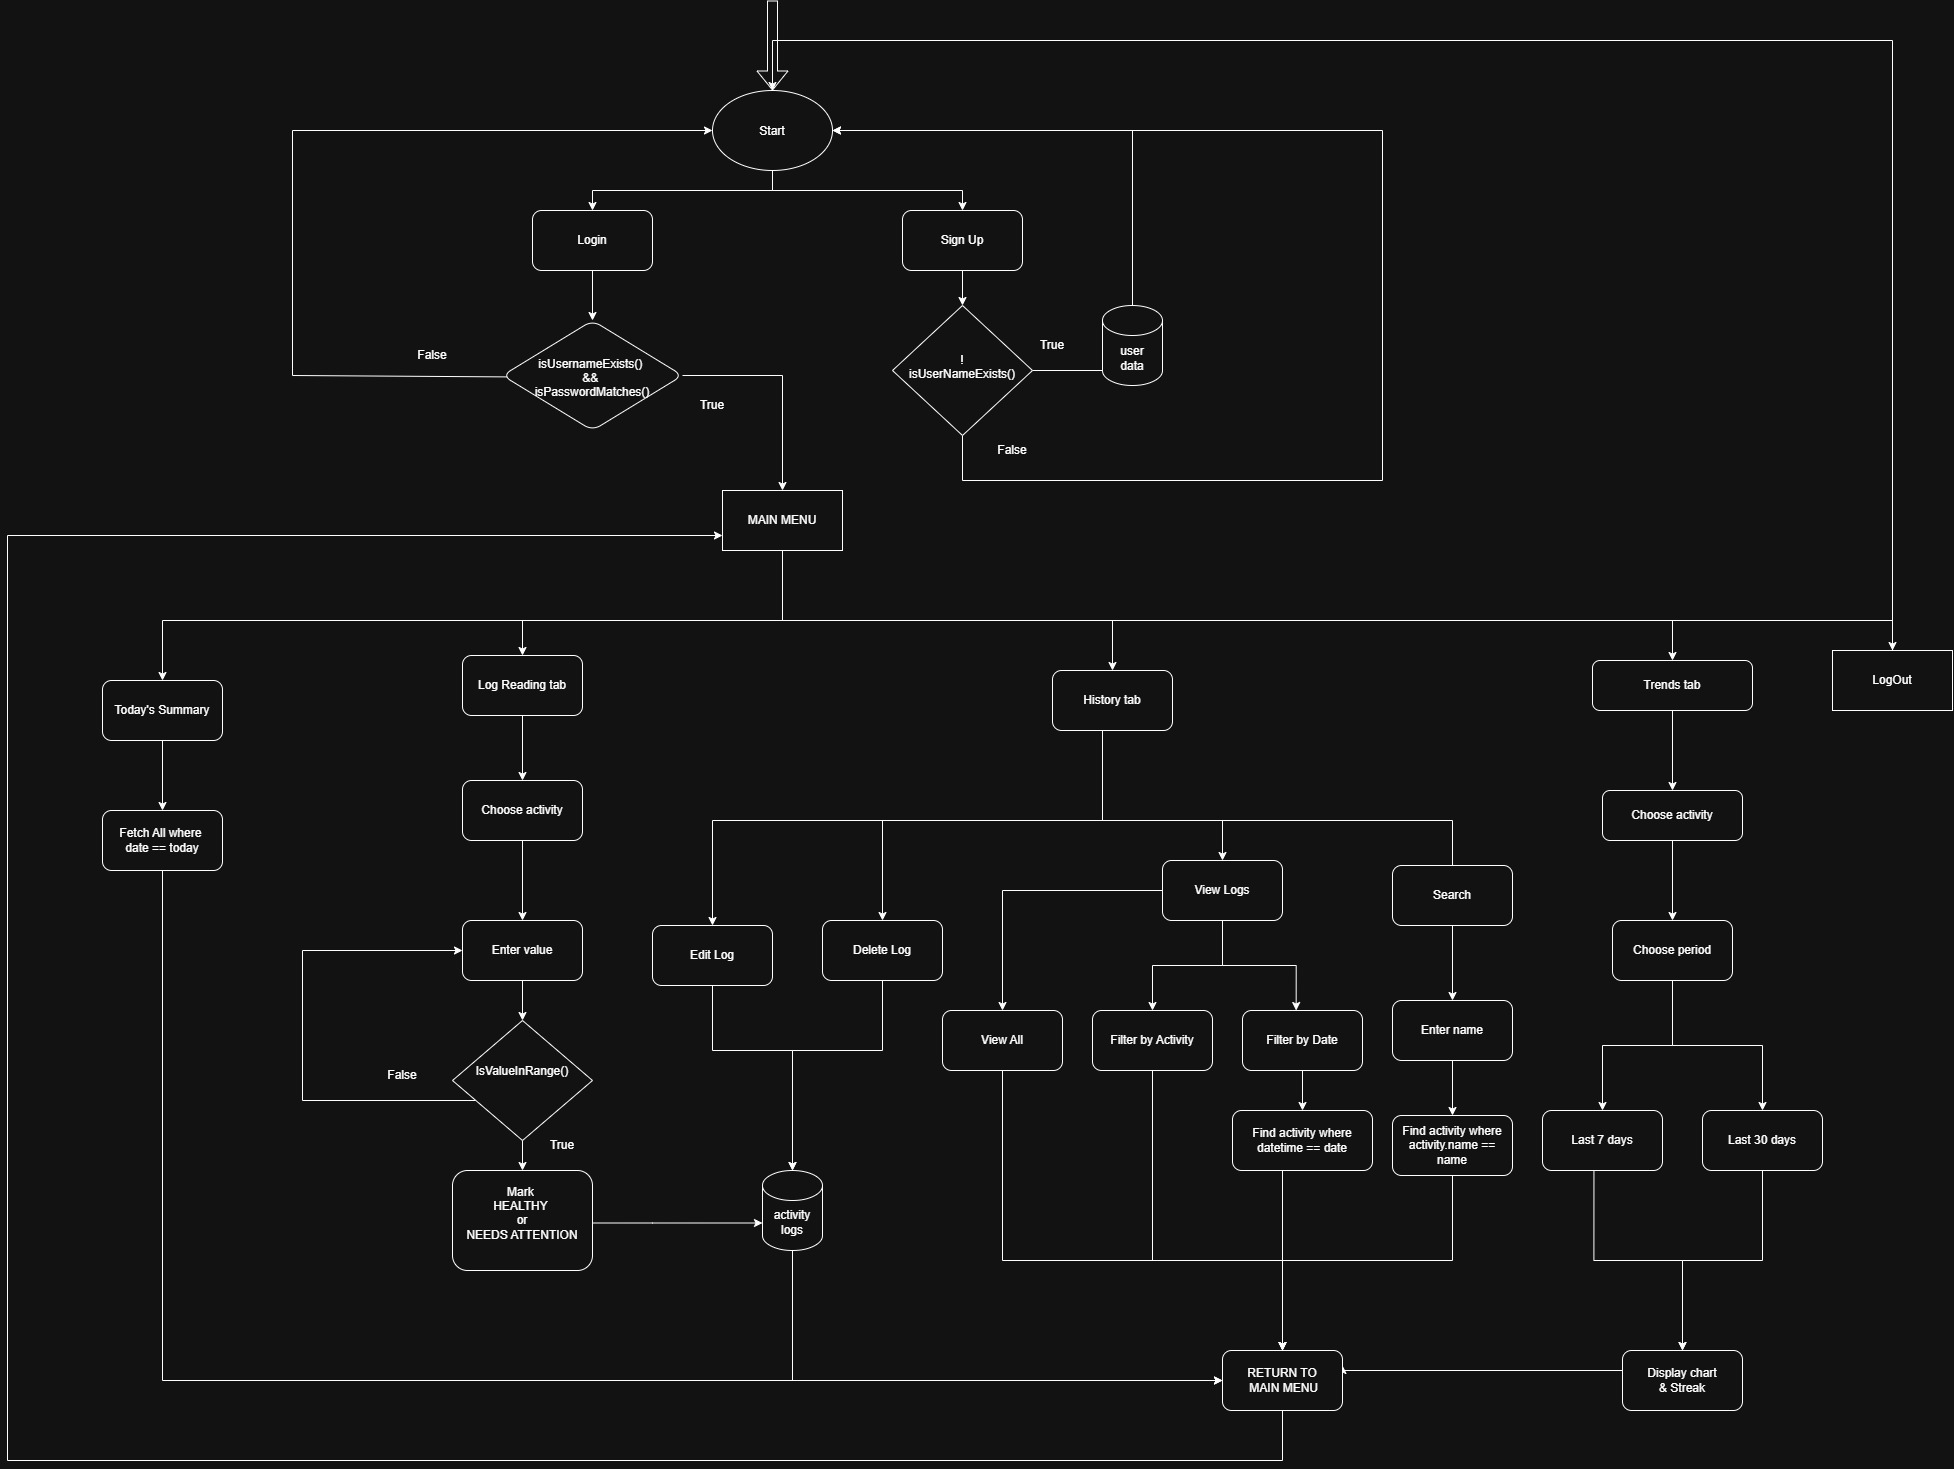 Start
Login
Sign Up
False
isUsernameExists()
&&
isPasswordMatches()
True
!
isUserNameExists()
True
user
data
False
MAIN MENU
Today's Summary
Log Reading tab
History tab
Trends tab
LogOut
Fetch All where
date == today
Choose activity
Choose activity
Enter value
Edit Log
Delete Log
View Logs
Search
Choose period
View All
Filter by Activity
Filter by Date
Enter name
False
IsValueInRange()
True
Find activity where
datetime == date
Find activity where
activity.name ==
name
Last 7 days
Last 30 days
Mark
HEALTHY
or
NEEDS ATTENTION
activity
logs
RETURN TO
MAIN MENU
Display chart
& Streak